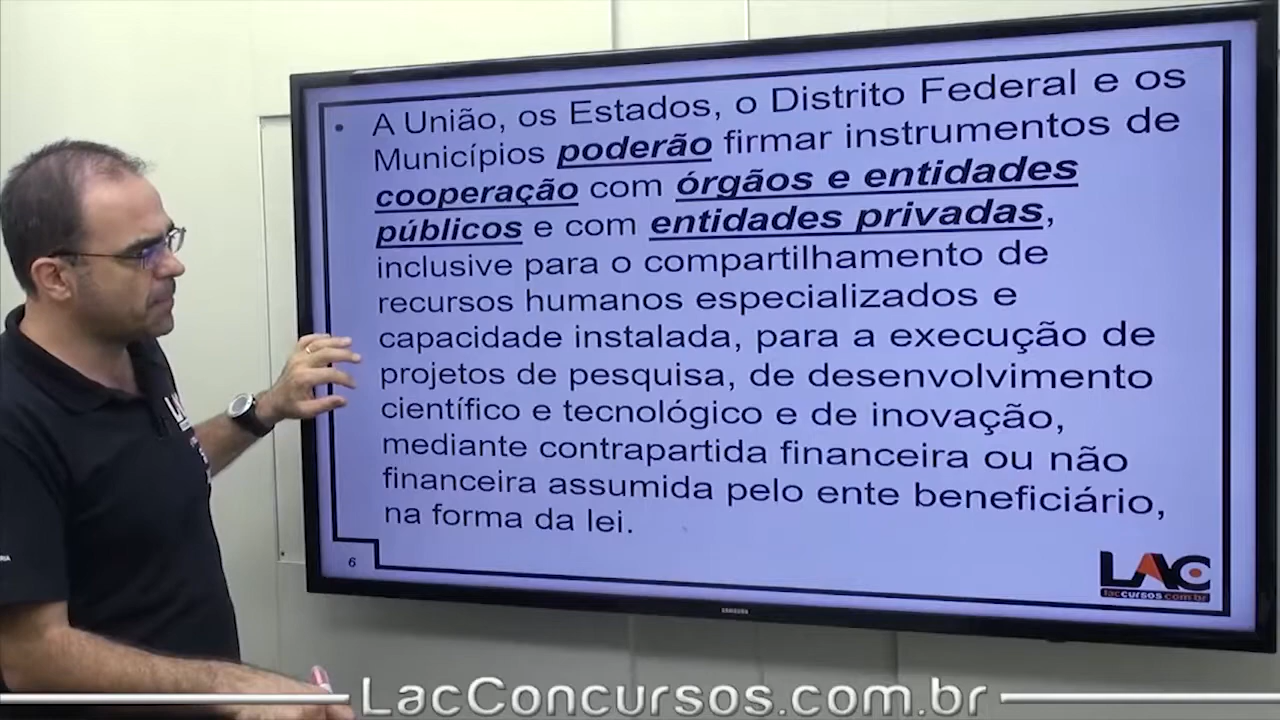 • A União, os Estados, o Distrito Federal e os
Municípios poderão firmar instrumentos de
cooperação com órgãos e entidades
públicos e com entidades privadas,
inclusive para o compartilhamento de
recursos humanos especializados e
capacidade instalada, para a execução de
projetos de pesquisa, de desenvolvimento
científico e tecnológico e de inovação,
mediante contrapartida financeira ou não
financeira assumida pelo ente beneficiário,
na forma da lei.
6
LAC
laccursos.com.br
SAMSUNG
LacConcursos.com.br